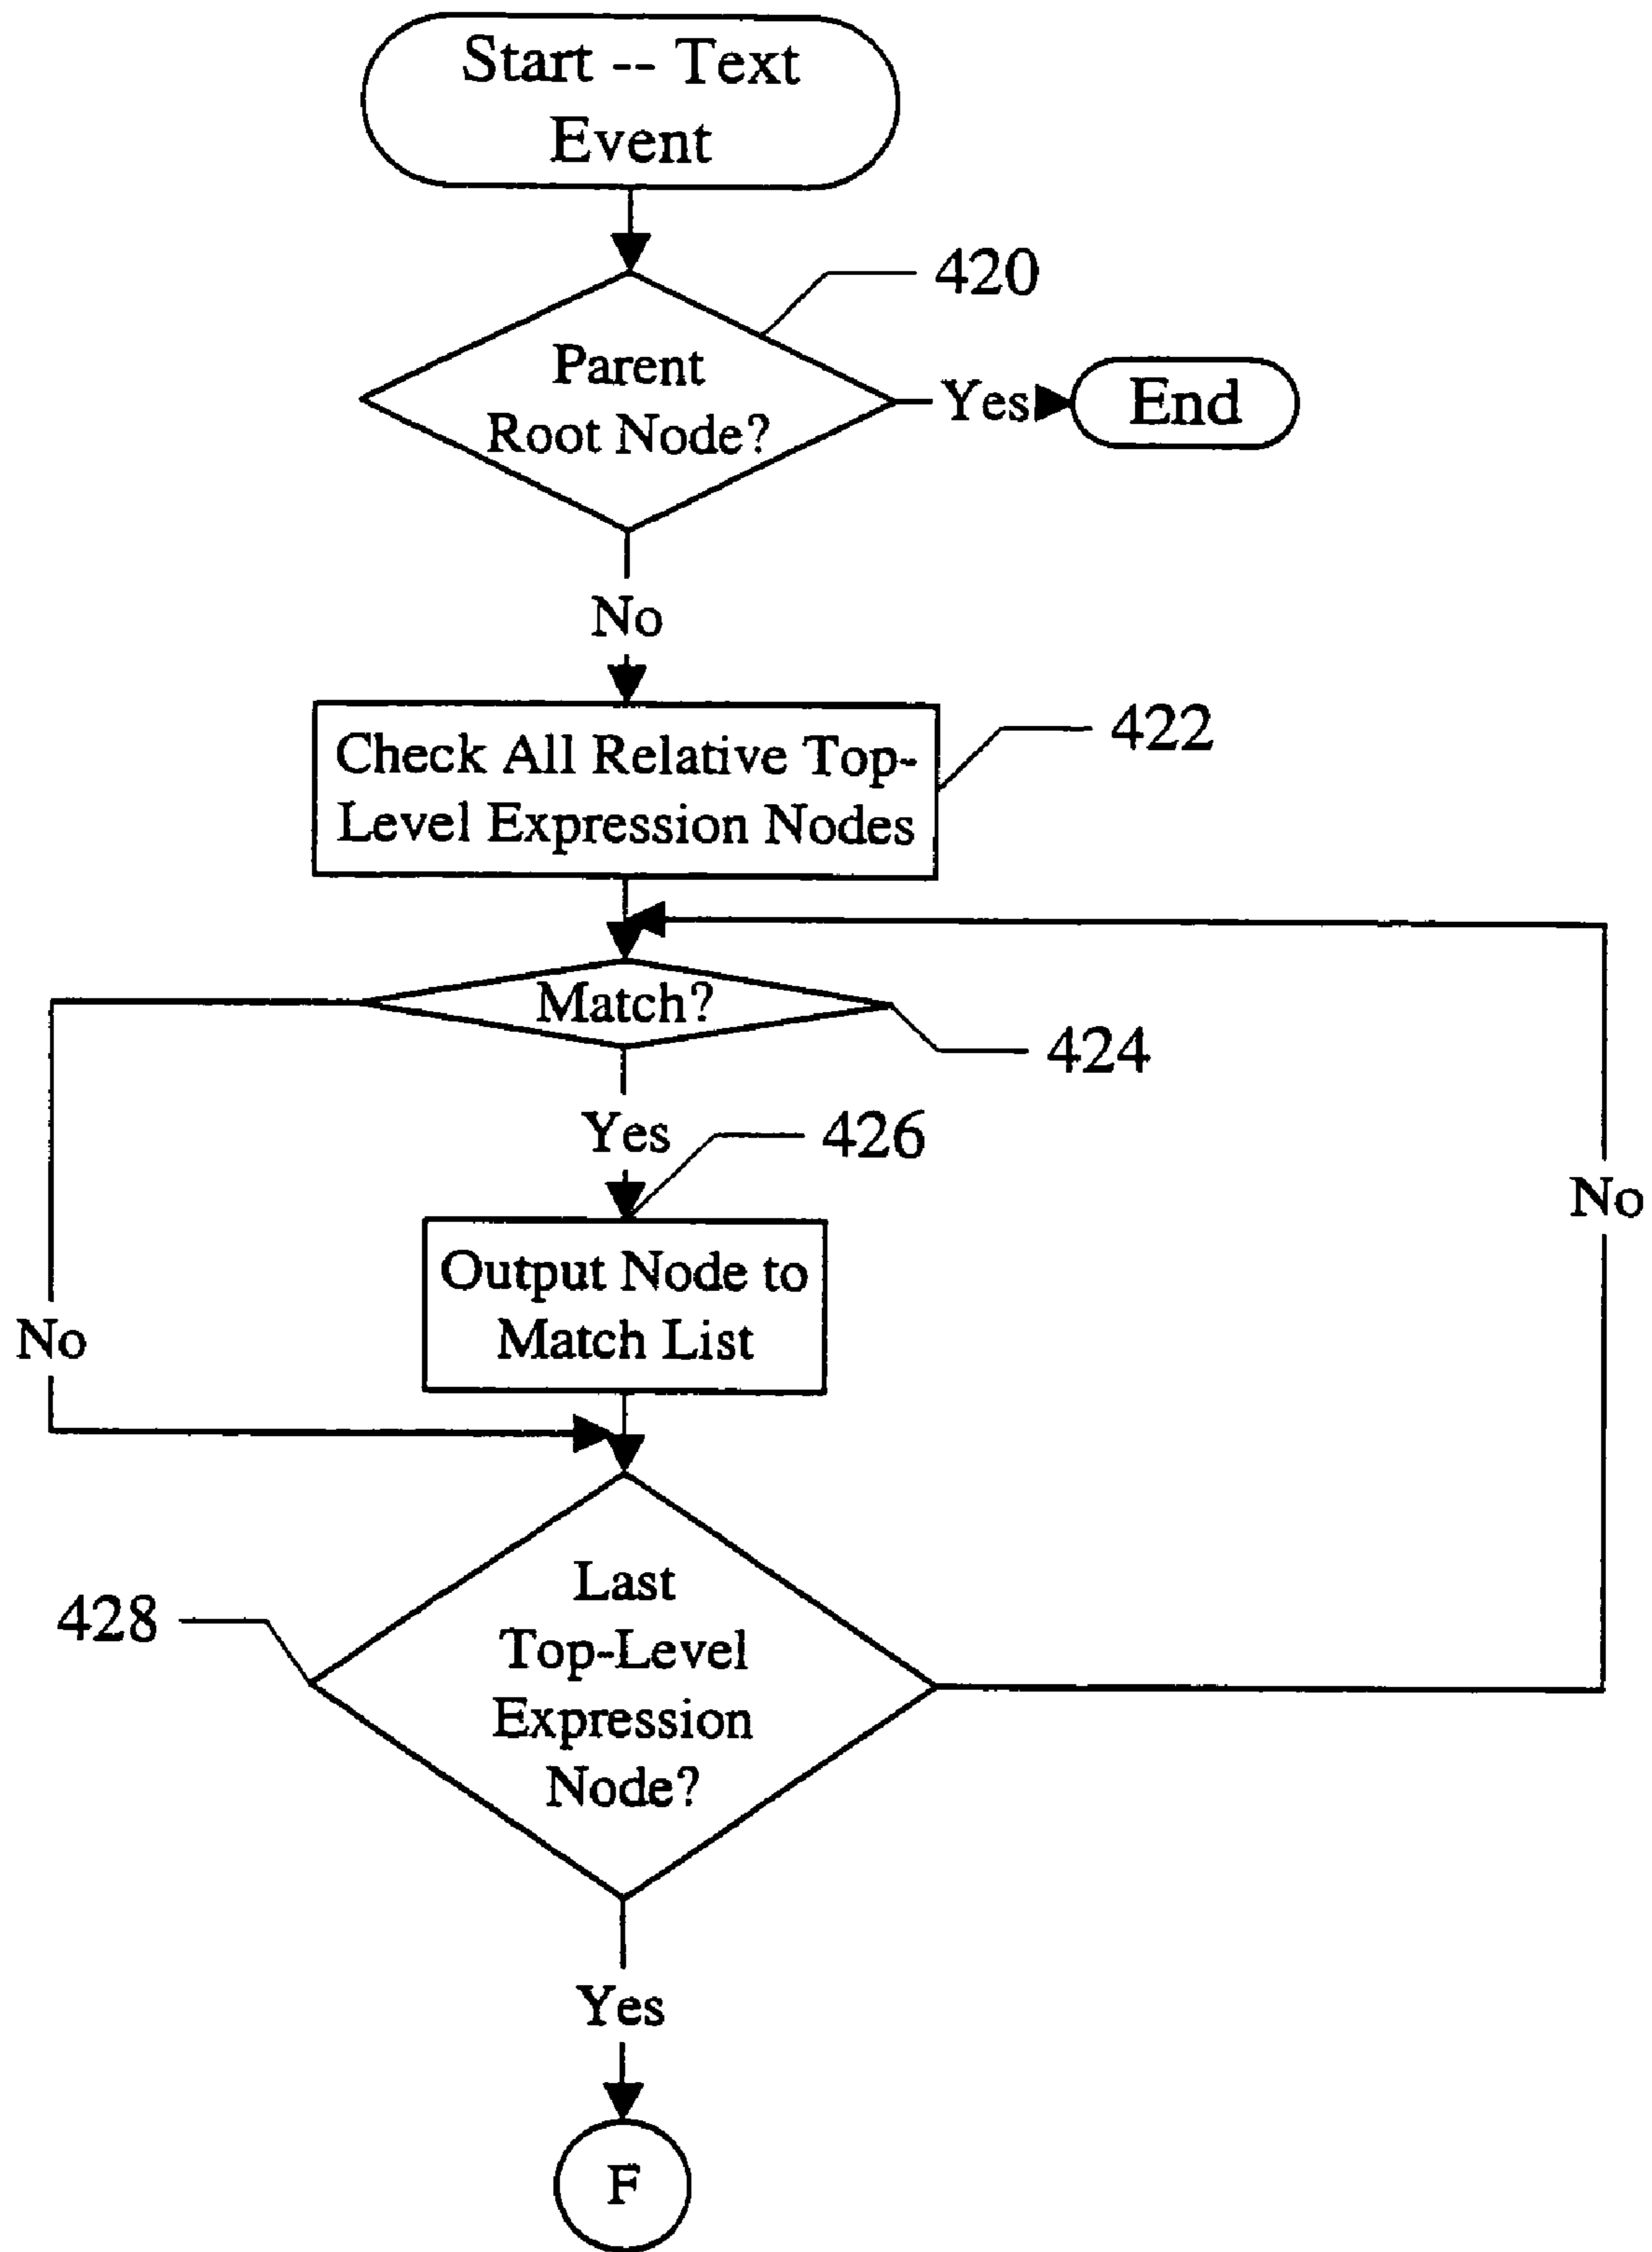 Start -- Text
Event
420
Parent
Root Node?
Yes
End
No
422
Check All Relative Top-
Level Expression Nodes
Match?
424
Yes
426
No
Output Node to
Match List
No
428
Last
Top-Level
Expression
Node?
Yes
F